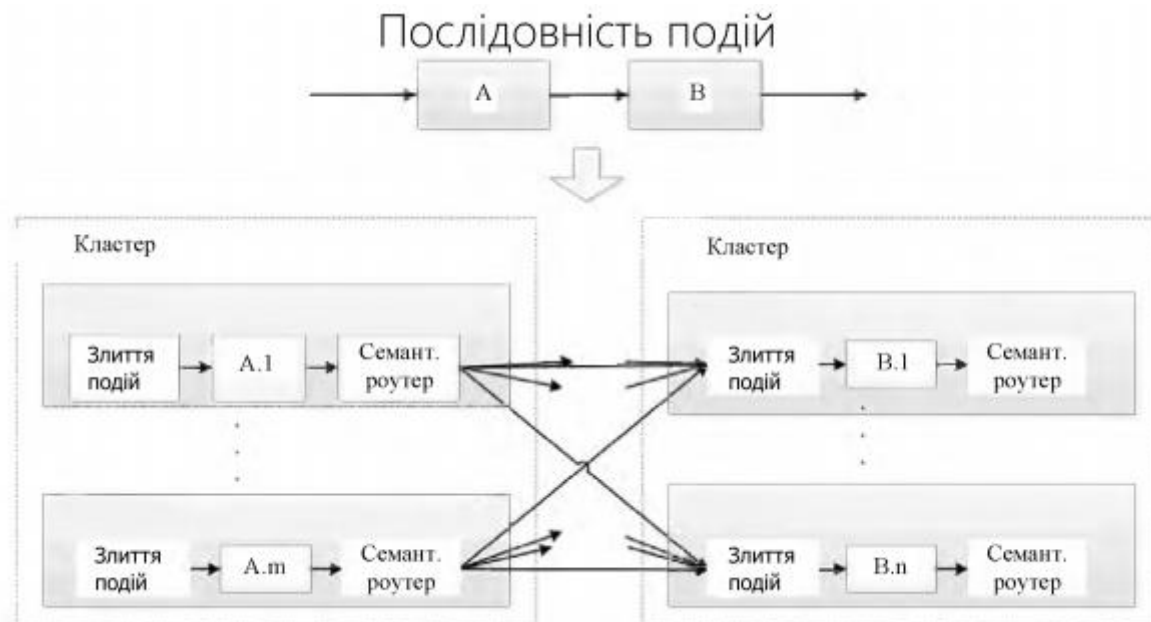 Послідовність подій
A
B
Кластер
Кластер
Злиття
подій
A.1
Семант.
роутер
Злиття
подій
B.1
Семант.
роутер
Злиття
подій
A.m
Семант.
роутер
Злиття
подій
B.n
Семант.
роутер